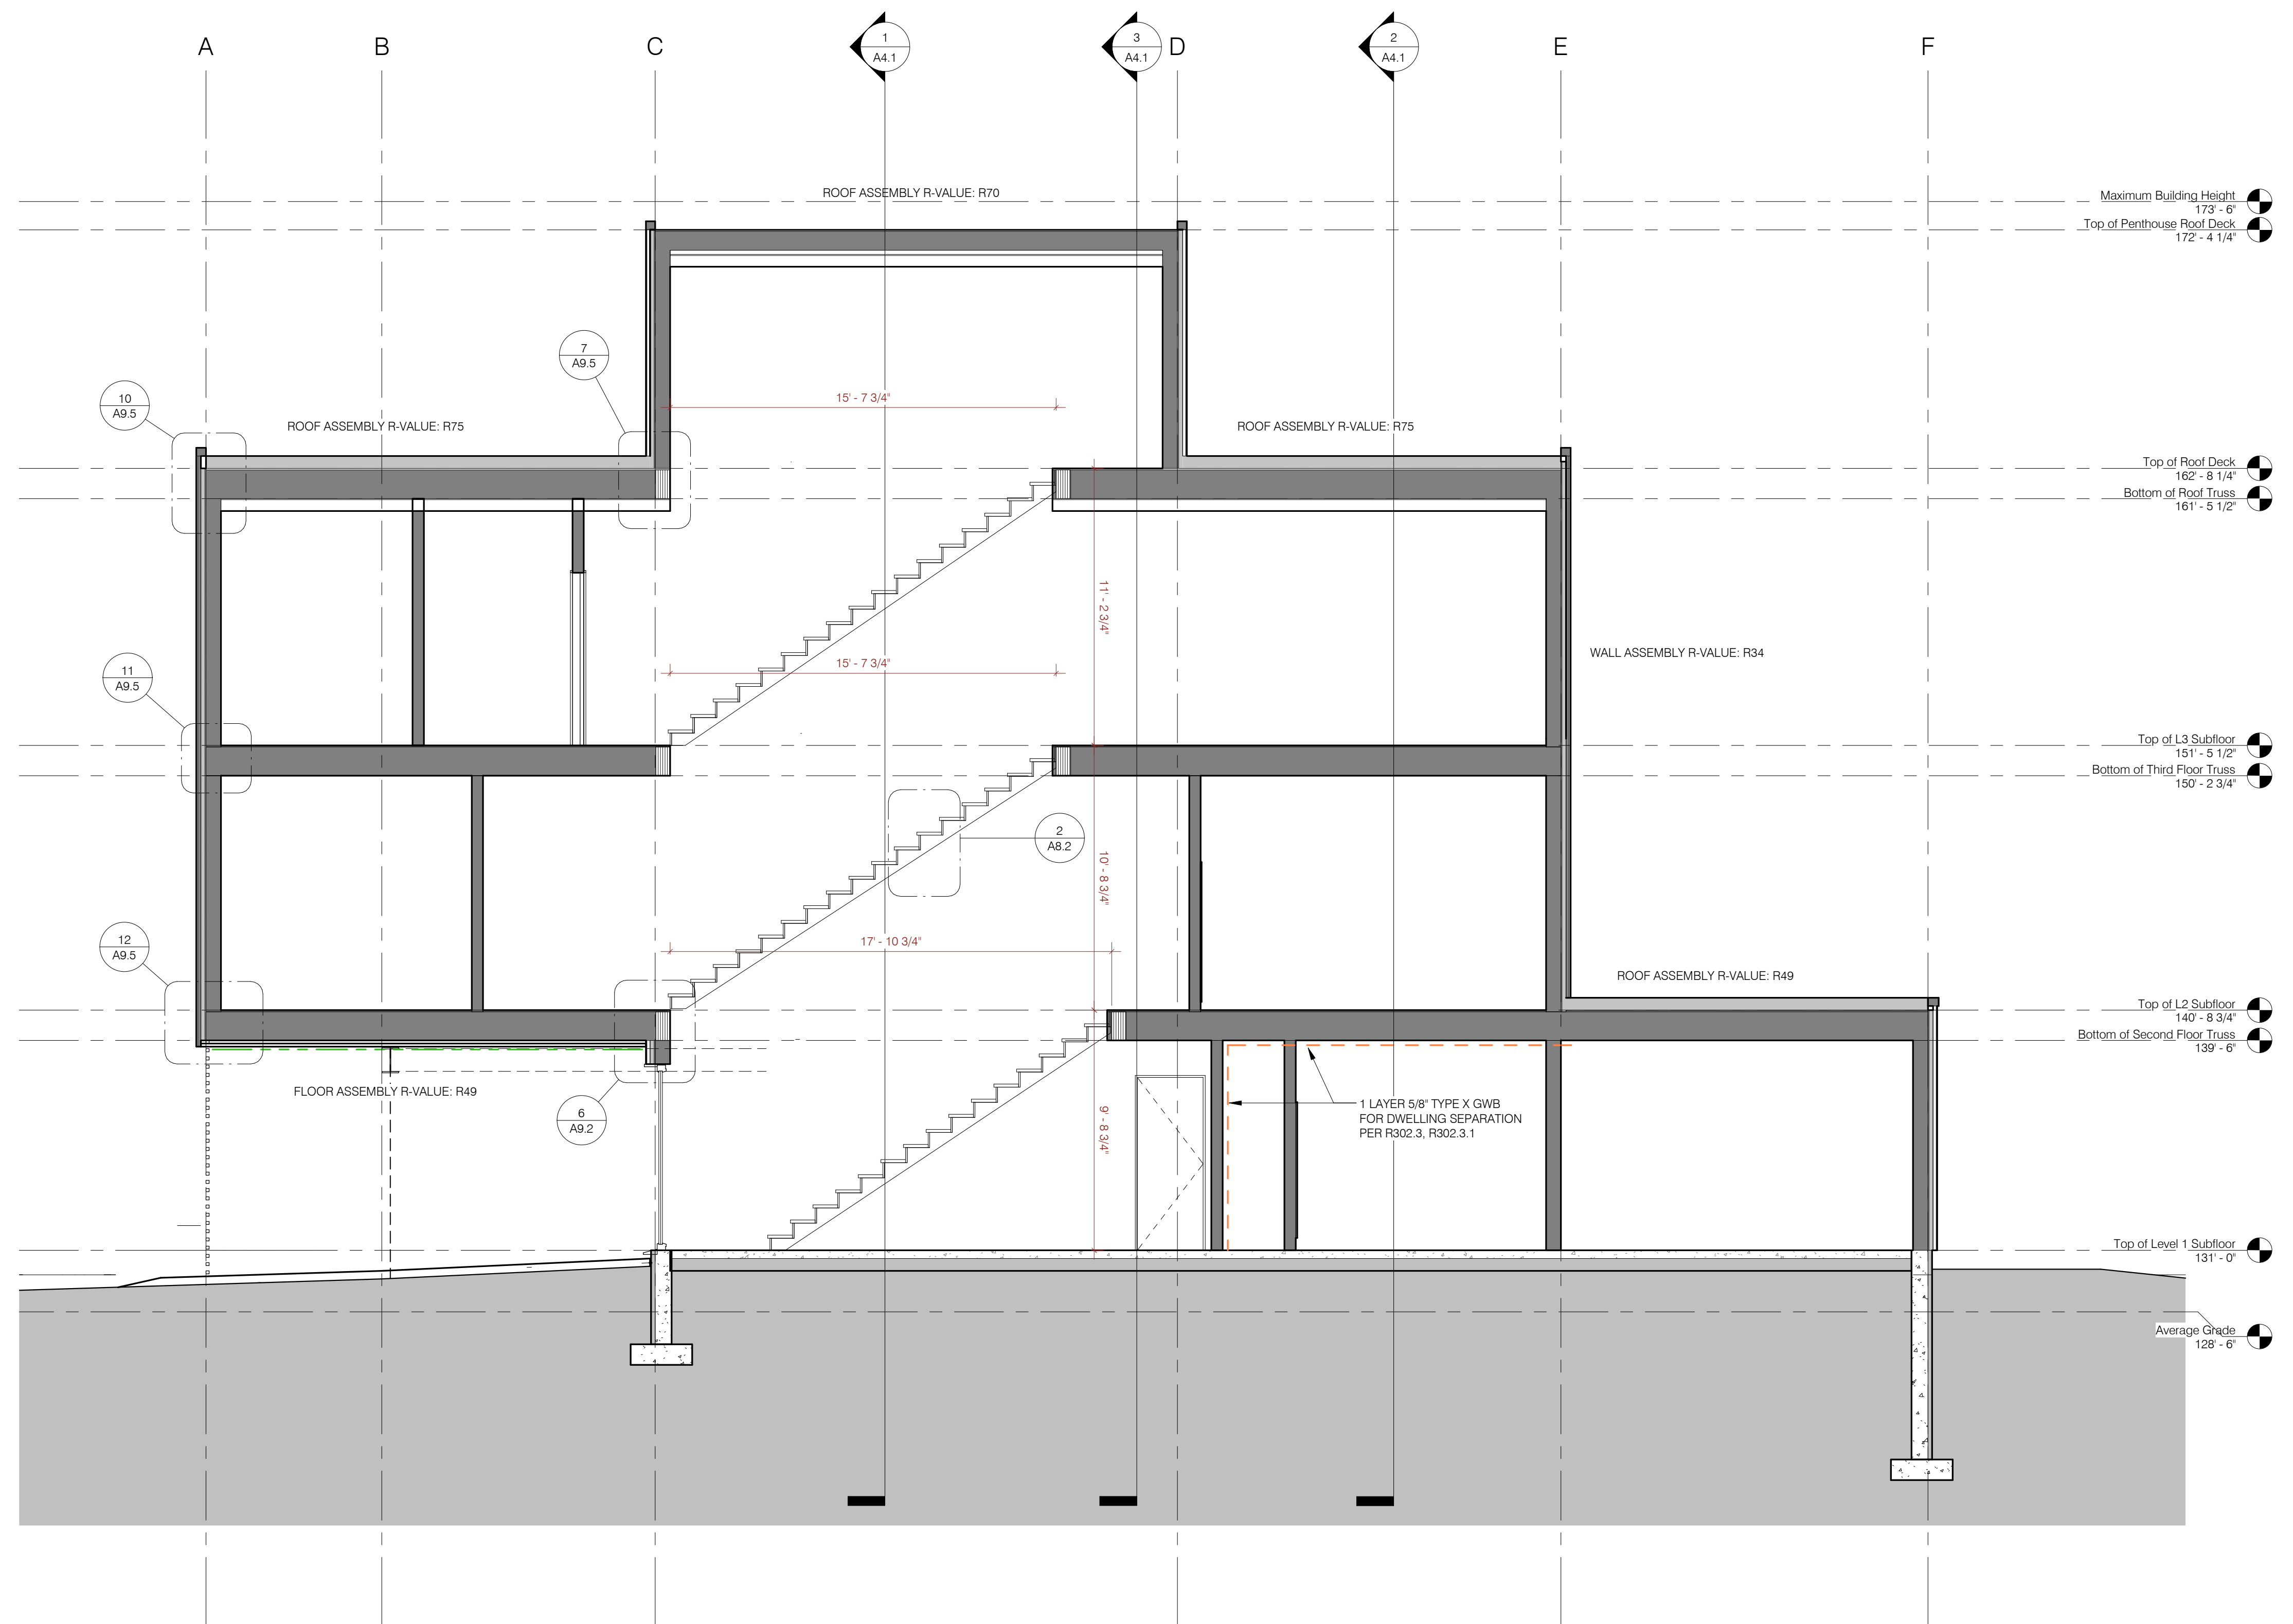 A
B
C
1
A4.1
3
A4.1
D
2
A4.1
E
F
ROOF ASSEMBLY R-VALUE: R70
Maximum Building Height
173' - 6"
Top of Penthouse Roof Deck
172' - 4 1/4"
7
A9.5
10
A9.5
15' - 7 3/4"
ROOF ASSEMBLY R-VALUE: R75
ROOF ASSEMBLY R-VALUE: R75
Top of Roof Deck
162' - 8 1/4"
Bottom of Roof Truss
161' - 5 1/2"
11' - 2 3/4"
WALL ASSEMBLY R-VALUE: R34
11
A9.5
15' - 7 3/4"
Top of L3 Subfloor
151' - 5 1/2"
Bottom of Third Floor Truss
150' - 2 3/4"
2
A8.2
10' - 8 3/4"
12
A9.5
17' - 10 3/4"
ROOF ASSEMBLY R-VALUE: R49
Top of L2 Subfloor
140' - 8 3/4"
Bottom of Second Floor Truss
139' - 6"
FLOOR ASSEMBLY R-VALUE: R49
6
A9.2
9' - 8 3/4"
1 LAYER 5/8" TYPE X GWB
FOR DWELLING SEPARATION
PER R302.3, R302.3.1
Top of Level 1 Subfloor
131' - 0"
Average Grade
128' - 6"